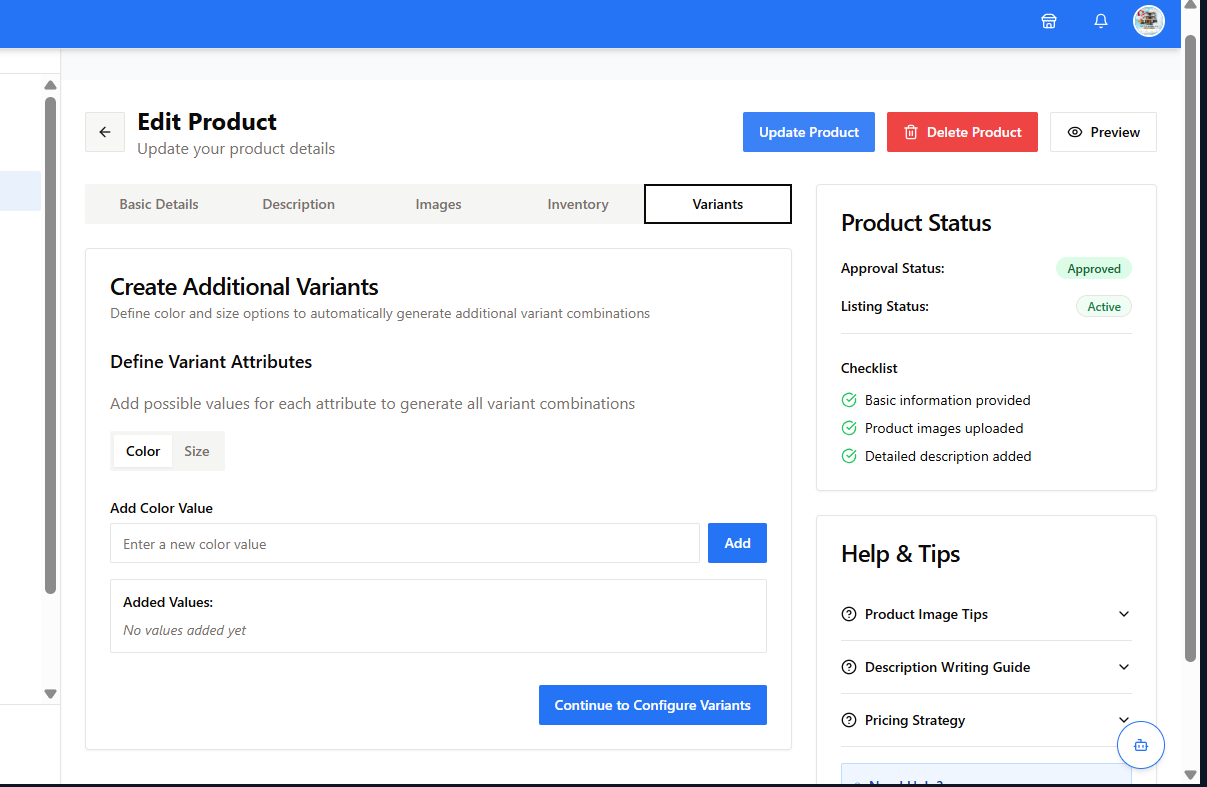 Edit Product
Update your product details
Update Product
Delete Product
Preview
Basic Details
Description
Images
Inventory
Variants
Create Additional Variants
Define color and size options to automatically generate additional variant combinations
Define Variant Attributes
Add possible values for each attribute to generate all variant combinations
Color
Size
Add Color Value
Enter a new color value
Add
Added Values:
No values added yet
Continue to Configure Variants
Product Status
Approval Status:
Approved
Listing Status:
Active
Checklist
Basic information provided
Product images uploaded
Detailed description added
Help & Tips
Product Image Tips
Description Writing Guide
Pricing Strategy
Need Help?